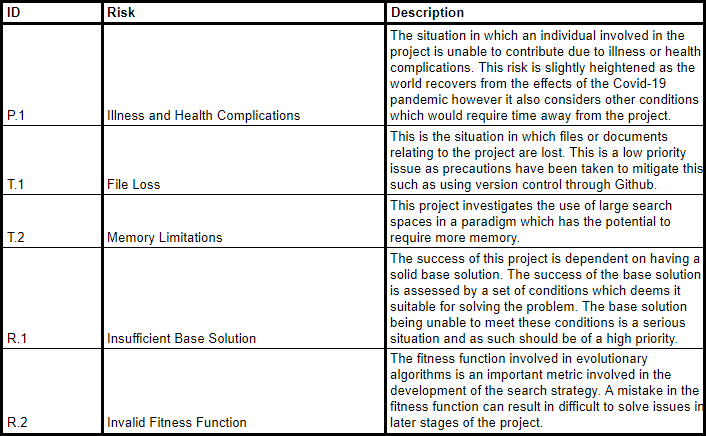 ID Risk Description
The situation in which an individual involved in the
project is unable to contribute due to illness or health
complications. This risk is slightly heightened as the
world recovers from the effects of the Covid-19
pandemic however it also considers other conditions
P.1 Illness and Health Complications which would require time away from the project.
This is the situation in which files or documents
relating to the project are lost. This is a low priority
issue as precautions have been taken to mitigate this
T.1 File Loss such as using version control through Github.
This project investigates the use of large search
spaces in a paradigm which has the potential to
T.2 Memory Limitations require more memory.
The success of this project is dependent on having a
solid base solution. The success of the base solution
is assessed by a set of conditions which deems it
suitable for solving the problem. The base solution
being unable to meet these conditions is a serious
R.1 Insufficient Base Solution situation and as such should be of a high priority.
The fitness function involved in evolutionary
algorithms is an important metric involved in the
development of the search strategy. A mistake in the
fitness function can result in difficult to solve issues in
R.2 Invalid Fitness Function later stages of the project.